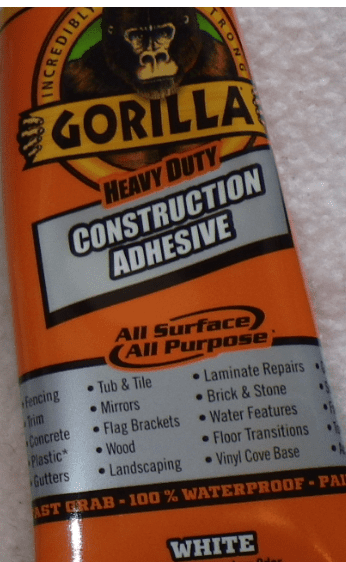 INCREDIBLY STRONG
GORILLA
HEAVY DUTY
CONSTRUCTION
ADHESIVE
All Surface
All Purpose
Fencing
Trim
Concrete
Plastic*
Gutters
• Tub & Tile
• Mirrors
• Flag Brackets
• Wood
• Landscaping
• Laminate Repairs
• Brick & Stone
• Water Features
• Floor Transitions
• Vinyl Cove Base
AST GRAB - 100 % WATERPROOF - PAI
WHITE